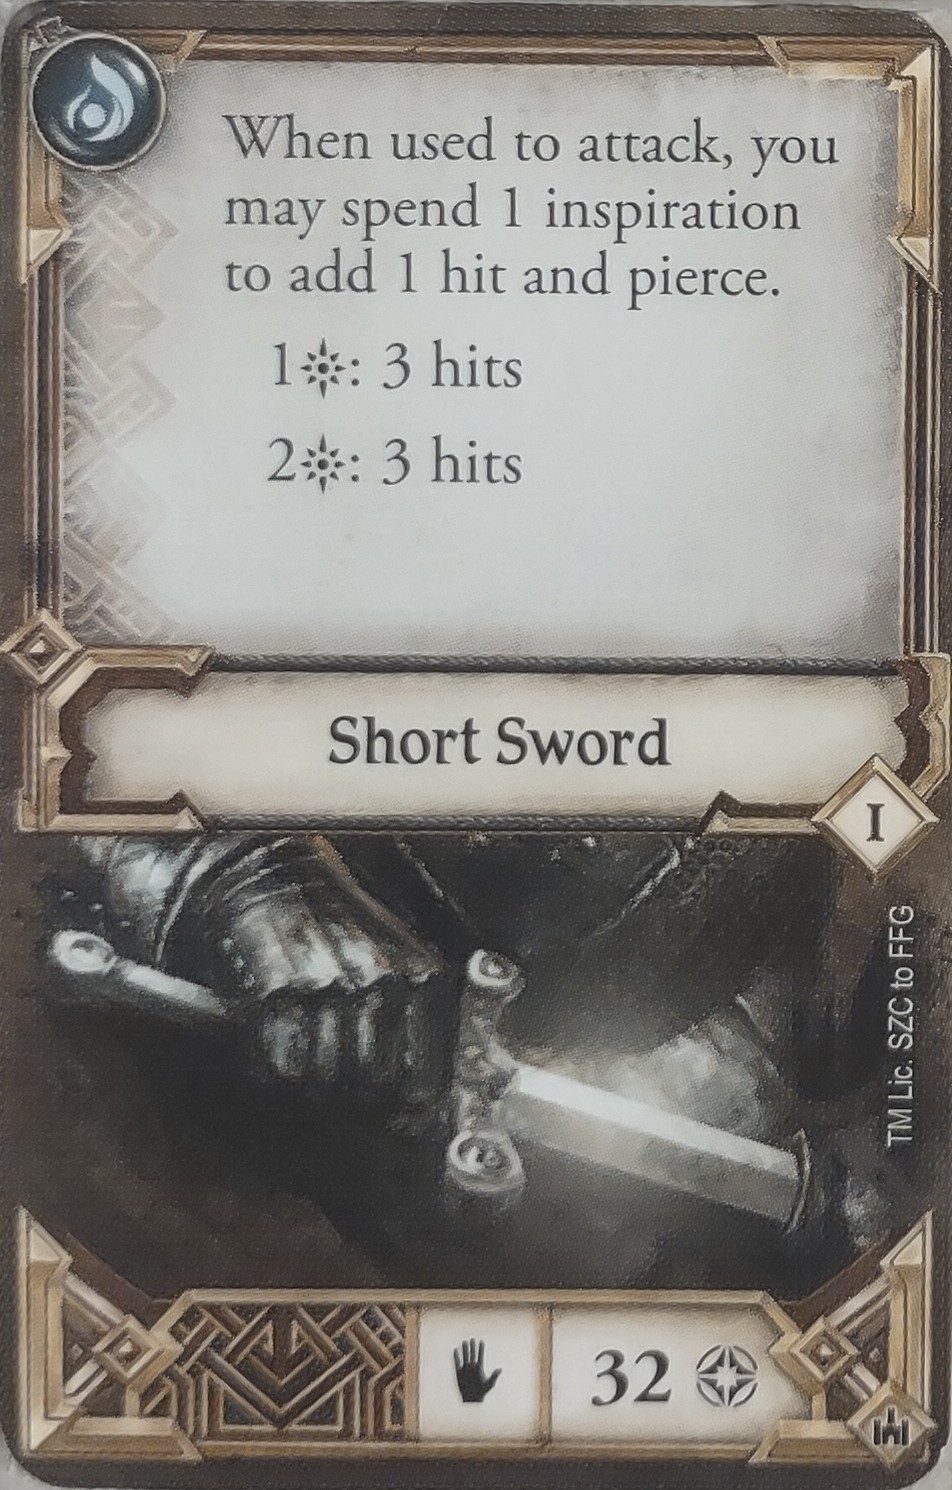 When used to attack, you
may spend 1 inspiration
to add 1 hit and pierce.
1: 3 hits
2: 3 hits
Short Sword
I
TM Lic. SZC to FFG
32